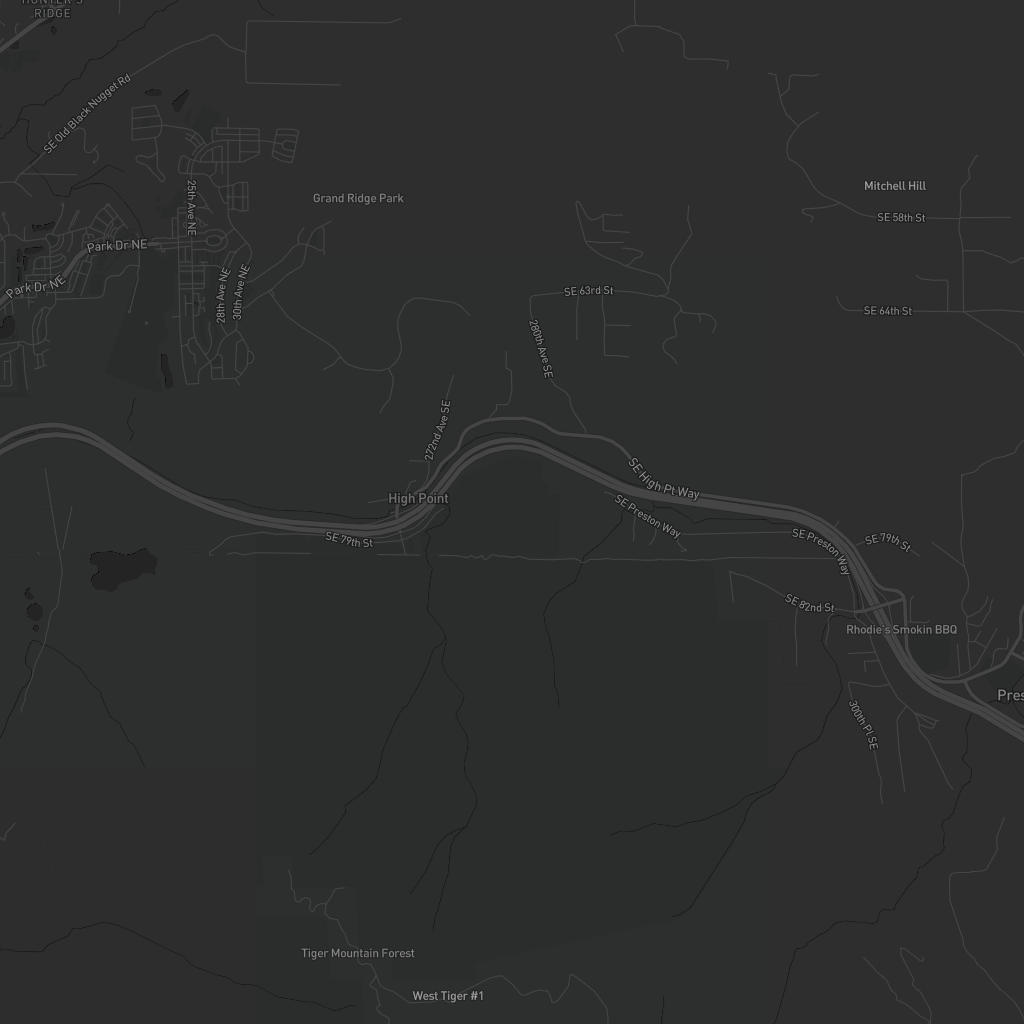 HUNTER'S
RIDGE
SE Old Black Nugget Rd
25th Ave NE
Grand Ridge Park
Mitchell Hill
SE 58th St
Park Dr NE
Park Dr NE
28th Ave NE
30th Ave NE
SE 63rd St
SE 64th St
280th Ave SE
272nd Ave SE
High Point
SE High Pt Way
SE Preston Way
SE 79th St
SE Preston Way
SE 79th St
SE 82nd St
Rhodie's Smokin BBQ
Pres
300th Pl SE
Tiger Mountain Forest
West Tiger #1